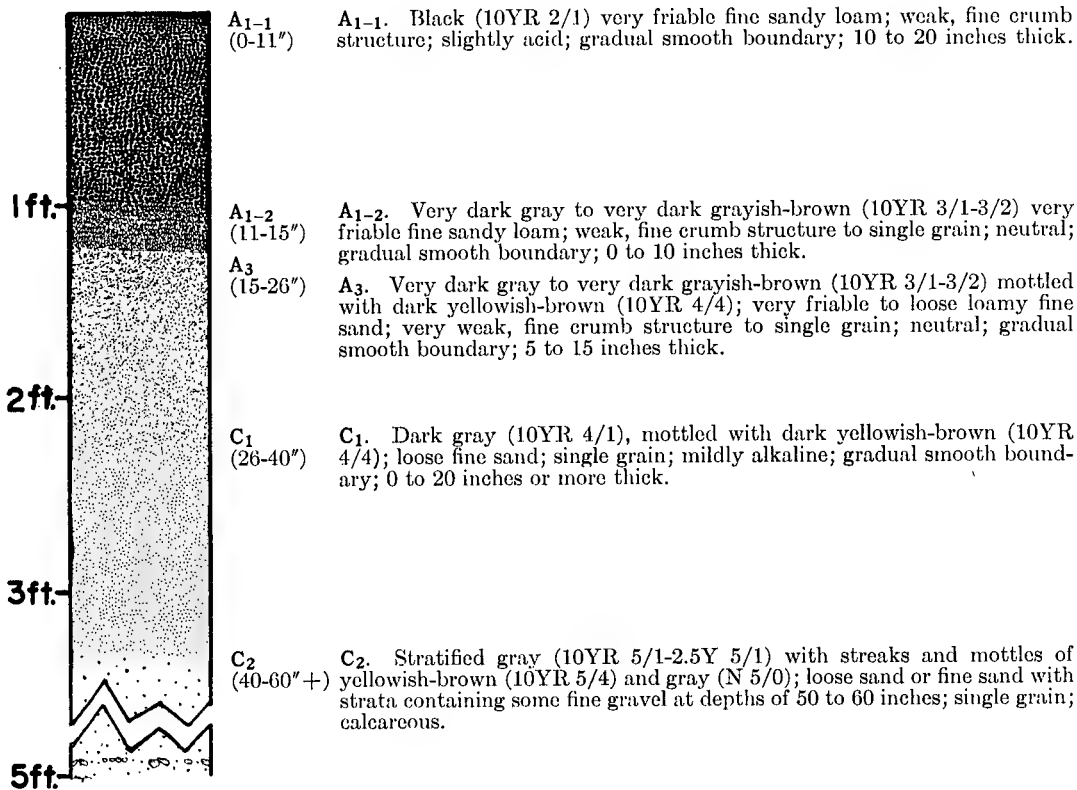 A1-1
(0-11")
A1-1. Black (10YR 2/1) very friable fine sandy loam; weak, fine crumb
structure; slightly acid; gradual smooth boundary; 10 to 20 inches thick.
1ft.
A1-2
(11-15")
A1-2. Very dark gray to very dark grayish-brown (10YR 3/1-3/2) very
friable fine sandy loam; weak, fine crumb structure to single grain; neutral;
gradual smooth boundary; 0 to 10 inches thick.
A3
(15-26")
A3. Very dark gray to very dark grayish-brown (10YR 3/1-3/2) mottled
with dark yellowish-brown (10YR 4/4); very friable to loose loamy fine
sand; very weak, fine crumb structure to single grain; neutral; gradual
smooth boundary; 5 to 15 inches thick.
2ft.
C1
(26-40")
C1. Dark gray (10YR 4/1), mottled with dark yellowish-brown (10YR
4/4); loose fine sand; single grain; mildly alkaline; gradual smooth bound-
ary; 0 to 20 inches or more thick.
3ft.
C2
(40-60"+)
C2. Stratified gray (10YR 5/1-2.5Y 5/1) with streaks and mottles of
yellowish-brown (10YR 5/4) and gray (N 5/0); loose sand or fine sand with
strata containing some fine gravel at depths of 50 to 60 inches; single grain;
calcareous.
5ft.